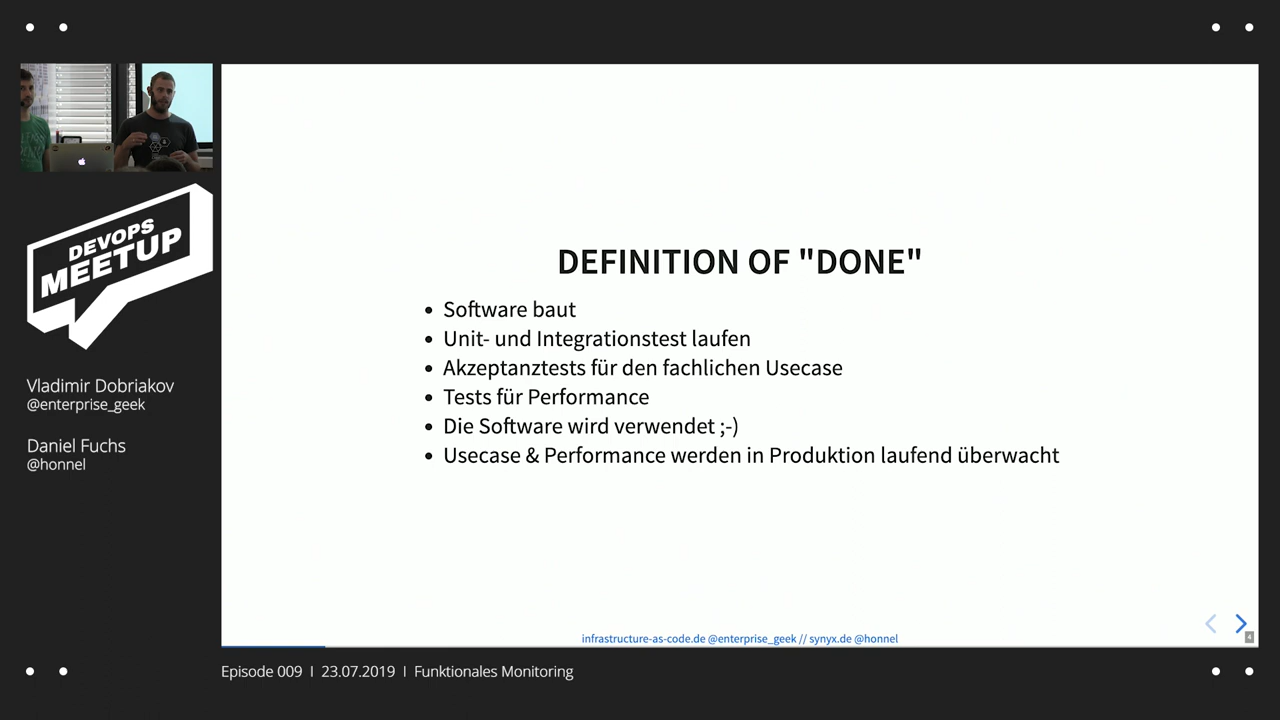 DEVOPS
MEETUP
Vladimir Dobriakov
@enterprise_geek
Daniel Fuchs
@honnel
DEFINITION OF "DONE"
• Software baut
• Unit- und Integrationstest laufen
• Akzeptanztests für den fachlichen Usecase
• Tests für Performance
• Die Software wird verwendet ;-)
• Usecase & Performance werden in Produktion laufend überwacht
infrastructure-as-code.de @enterprise_geek // synyx.de @honnel
4
Episode 009 I 23.07.2019 I Funktionales Monitoring